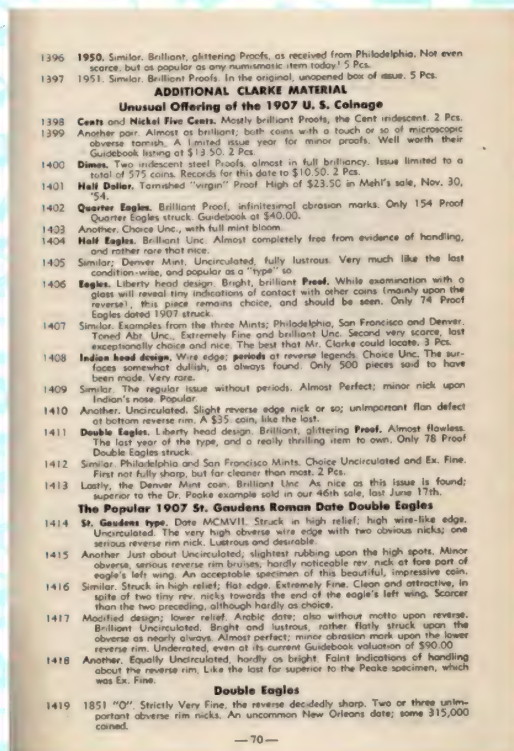 1396 1950. Similar. Brilliant, glittering Proofs, as received from Philadelphia. Not even
scarce, but as popular as any numismatic item today! 5 Pcs.
1397 1951. Similar. Brilliant Proofs. In the original, unopened box of issue. 5 Pcs.
ADDITIONAL CLARKE MATERIAL
Unusual Offering of the 1907 U. S. Coinage
1398 Cents and Nickel Five Cents. Mostly brilliant Proofs, the Cent iridescent. 2 Pcs.
1399 Another pair. Almost as brilliant; both coins with a touch or so of microscopic
obverse tarnish. A limited issue year for minor proofs. Well worth their
Guidebook listing at $13.50. 2 Pcs.
1400 Dimes. Two iridescent steel Proofs, almost in full brilliancy. Issue limited to a
total of 575 coins. Records for this date to $10.50. 2 Pcs.
1401 Half Dollar. Tarnished "virgin" Proof. High of $23.50 in Mehl's sale, Nov. 30,
'54.
1402 Quarter Eagles. Brilliant Proof, infinitesimal abrasion marks. Only 154 Proof
Quarter Eagles struck. Guidebook at $40.00.
1403 Another. Choice Unc., with full mint bloom.
1404 Half Eagles. Brilliant Unc. Almost completely free from evidence of handling,
and rather rare that nice.
1405 Similar; Denver Mint. Uncirculated, fully lustrous. Very much like the last
condition-wise, and popular as a "type" so
1406 Eagles. Liberty head design. Bright, brilliant Proof. While examination with a
glass will reveal tiny indications of contact with other coins (mainly upon the
reverse), this piece remains choice, and should be seen. Only 74 Proof
Eagles dated 1907 struck.
1407 Similar. Examples from the three Mints; Philadelphia, San Francisco and Denver.
Toned Abt. Unc., Extremely Fine and brilliant Unc. Second very scarce, last
exceptionally choice and nice. The best that Mr. Clarke could locate. 3 Pcs.
1408 Indian head design. Wire edge; periods at reverse legends. Choice Unc. The sur-
faces somewhat dullish, as always found. Only 500 pieces said to have
been made. Very rare.
1409 Similar. The regular issue without periods. Almost Perfect; minor nick upon
Indian's nose. Popular.
1410 Another. Uncirculated. Slight reverse edge nick or so; unimportant flan defect
at bottom reverse rim. A $35. coin, like the last.
1411 Double Eagles. Liberty head design. Brilliant, glittering Proof. Almost flawless.
The last year of the type, and a really thrilling item to own. Only 78 Proof
Double Eagles struck.
1412 Similar. Philadelphia and San Francisco Mints. Choice Uncirculated and Ex. Fine.
First not fully sharp, but far cleaner than most. 2 Pcs.
1413 Lastly, the Denver Mint coin. Brilliant Unc. As nice as this issue is found;
superior to the Dr. Peake example sold in our 46th sale, last June 17th.
The Popular 1907 St. Gaudens Roman Date Double Eagles
1414 St. Gaudens type. Date MCMVII. Struck in high relief; high wire-like edge.
Uncirculated. The very high obverse wire edge with two obvious nicks; one
serious reverse rim nick. Lustrous and desirable.
1415 Another. Just about Uncirculated; slightest rubbing upon the high spots. Minor
obverse, serious reverse rim bruises; hardly noticeable rev. nick at fore part of
eagle's left wing. An acceptable specimen of this beautiful, impressive coin.
1416 Similar. Struck in high relief; flat edge. Extremely Fine. Clean and attractive, in
spite of two tiny rev. nicks towards the end of the eagle's left wing. Scarcer
than the two preceding, although hardly as choice.
1417 Modified design; lower relief. Arabic date; also without motto upon reverse.
Brilliant Uncirculated. Bright and lustrous, rather flatly struck upon the
obverse as nearly always. Almost perfect; minor abrasion mark upon the lower
reverse rim. Underrated, even at its current Guidebook valuation of $90.00
1418 Another. Equally Uncirculated, hardly as bright. Faint indications of handling
about the reverse rim. Like the last far superior to the Peake specimen, which
was Ex. Fine.
Double Eagles
1419 1851 "O". Strictly Very Fine, the reverse decidedly sharp. Two or three unim-
portant obverse rim nicks. An uncommon New Orleans date; some 315,000
coined.
—70—